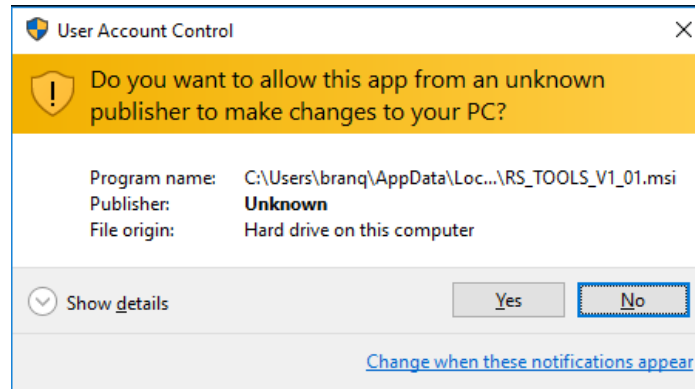 User Account Control
Do you want to allow this app from an unknown
publisher to make changes to your PC?
Program name: C:\Users\branq\AppData\Loc...\RS_TOOLS_V1_01.msi
Publisher: Unknown
File origin: Hard drive on this computer
Show details
Yes
No
Change when these notifications appear